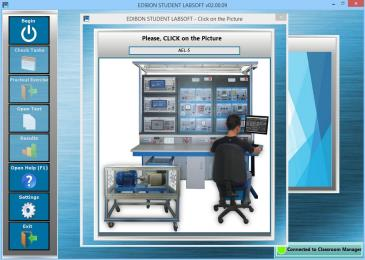 EDIBON STUDENT LABSOFT v02.00.09
Begin
Check Tasks
Practical Exercise
Open Test
Results
Open Help (F1)
Settings
Exit
EDIBON STUDENT LABSOFT - Click on the Picture
Please, CLICK on the Picture
AEL-5
Connected to Classroom Manager